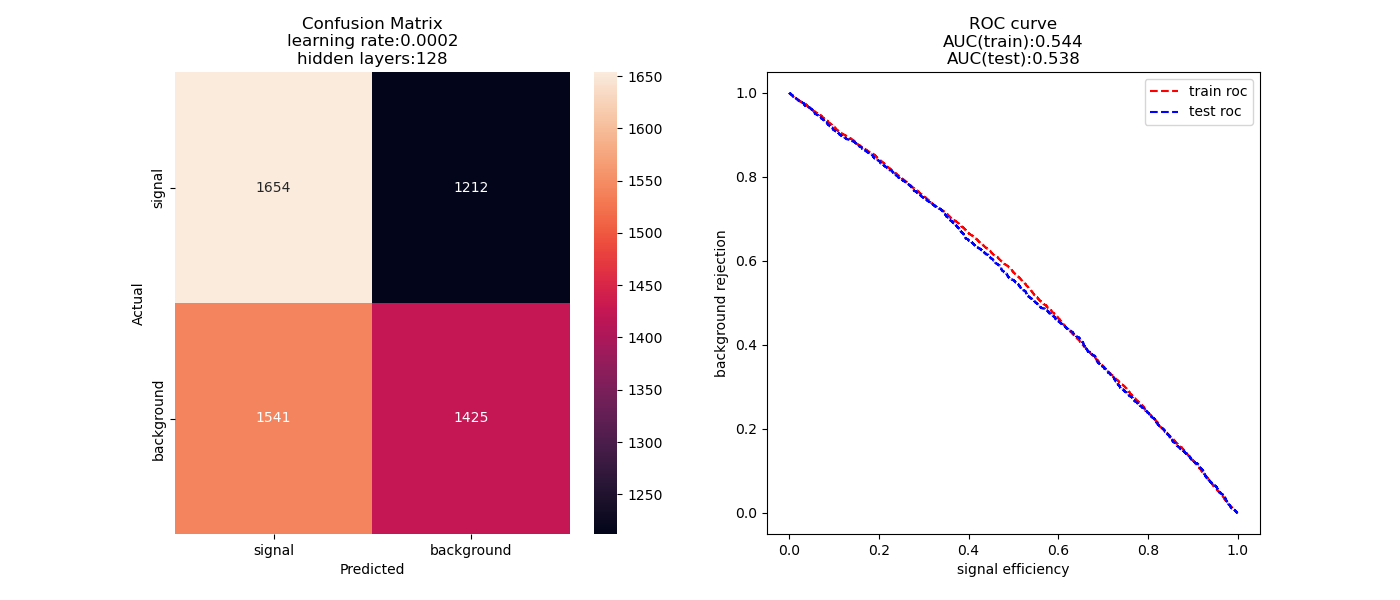 Confusion Matrix
learning rate:0.0002
hidden layers:128
signal
background
Actual
1654
1212
1541
1425
signal
background
Predicted
1650
1600
1550
1500
1450
1400
1350
1300
1250
ROC curve
AUC(train):0.544
AUC(test):0.538
train roc
test roc
background rejection
1.0
0.8
0.6
0.4
0.2
0.0
0.0
0.2
0.4
0.6
0.8
1.0
signal efficiency